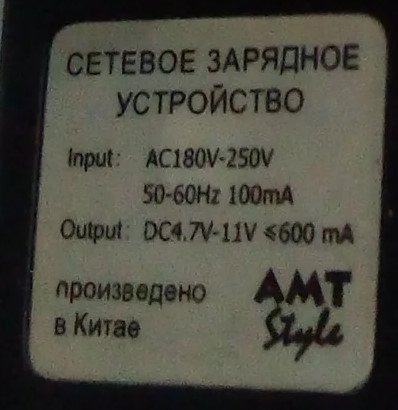 СЕТЕВОЕ ЗАРЯДНОЕ
УСТРОЙСТВО
Input: AC180V-250V
50-60Hz 100mA
Output: DC4.7V-11V ≤600 mA
произведено
в Китае
AMT
Style